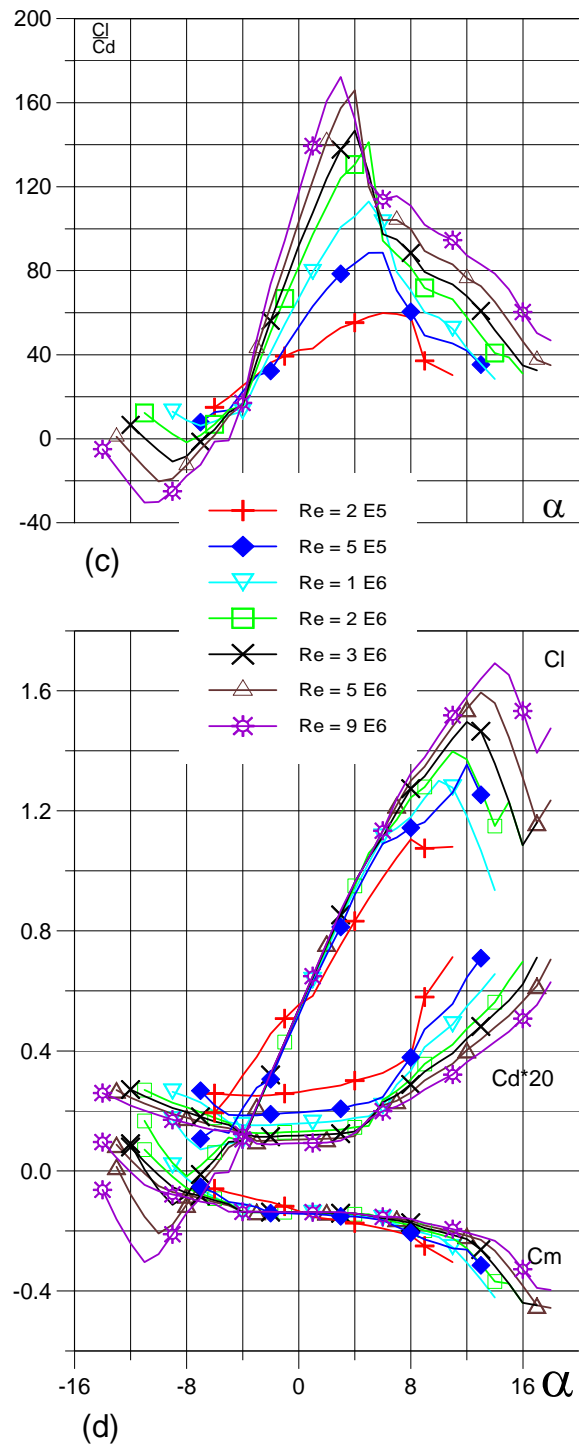 200
Cl
Cd
160
120
80
40
0
-40
α
(c)
Re = 2 E5
Re = 5 E5
Re = 1 E6
Re = 2 E6
Re = 3 E6
Re = 5 E6
Re = 9 E6
Cl
1.6
1.2
0.8
0.4
Cd*20
0.0
Cm
-0.4
-16 -8 0 8 16 α
(d)